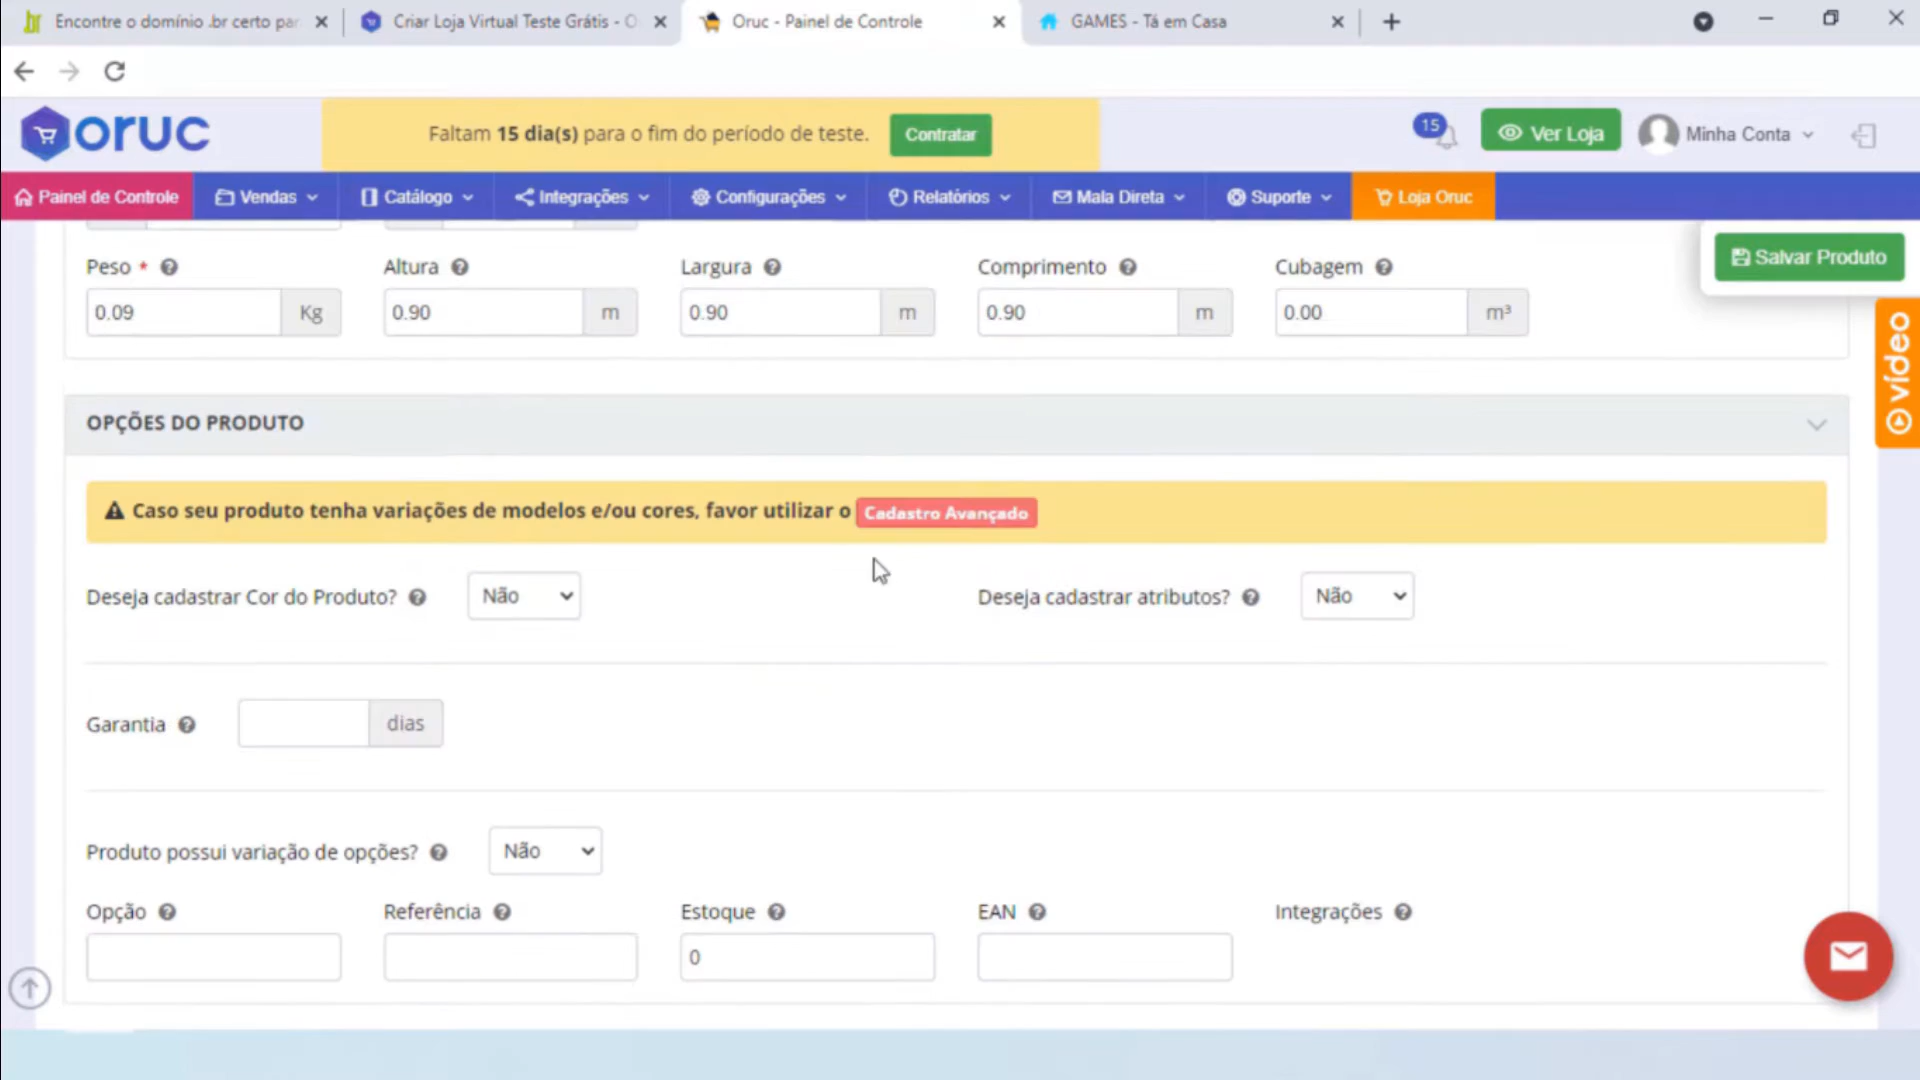 Encontre o domínio .br certo par
Criar Loja Virtual Teste Grátis - O
Oruc - Painel de Controle
GAMES - Tá em Casa
oruc
Faltam 15 dia(s) para o fim do período de teste.
Contratar
15
Ver Loja
Minha Conta
Painel de Controle
Vendas
Catálogo
Integrações
Configurações
Relatórios
Mala Direta
Suporte
Loja Oruc
Salvar Produto
Peso *
Altura
Largura
Comprimento
Cubagem
0.09 Kg
0.90 m
0.90 m
0.90 m
0.00 m³
vídeo
OPÇÕES DO PRODUTO
Caso seu produto tenha variações de modelos e/ou cores, favor utilizar o Cadastro Avançado
Deseja cadastrar Cor do Produto? Não
Deseja cadastrar atributos? Não
Garantia dias
Produto possui variação de opções? Não
Opção
Referência
Estoque
EAN
Integrações
0